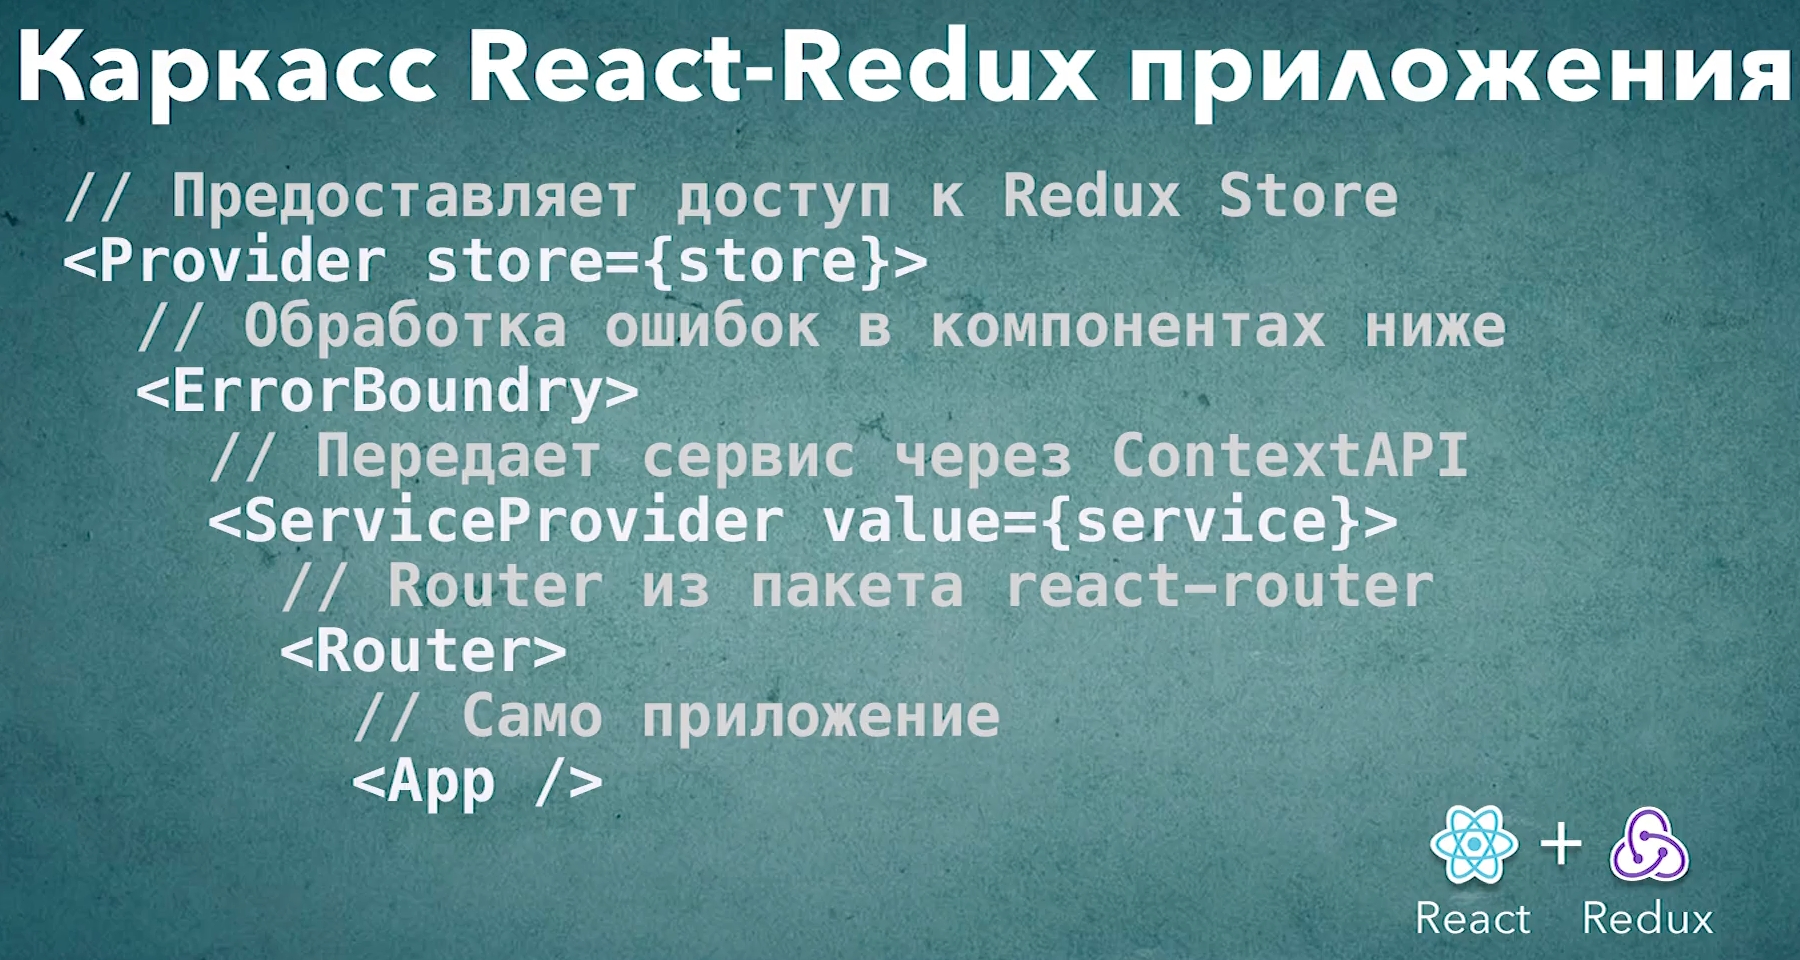 Каркасс React-Redux приложения
// Предоставляет доступ к Redux Store
<Provider store={store}>
// Обработка ошибок в компонентах ниже
<ErrorBoundry>
// Передает сервис через ContextAPI
<ServiceProvider value={service}>
// Router из пакета react-router
<Router>
// Само приложение
<App />
+
React Redux